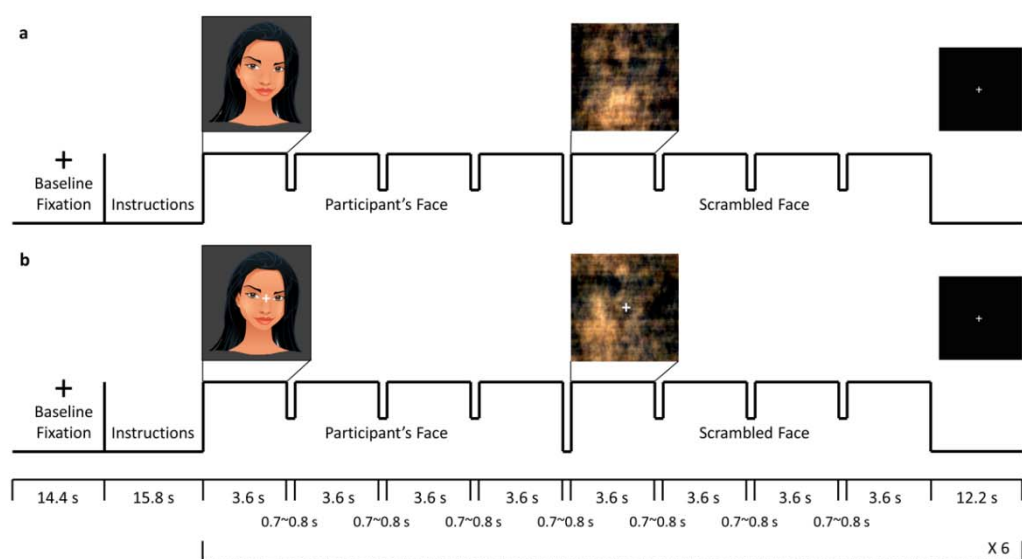 a
+
Baseline
Fixation
Instructions
Participant's Face
Scrambled Face
b
+
Baseline
Fixation
Instructions
Participant's Face
Scrambled Face
14.4 s 15.8 s 3.6 s 3.6 s 3.6 s 3.6 s 3.6 s 3.6 s 3.6 s 3.6 s 12.2 s
0.7~0.8 s 0.7~0.8 s 0.7~0.8 s 0.7~0.8 s 0.7~0.8 s 0.7~0.8 s 0.7~0.8 s
X 6